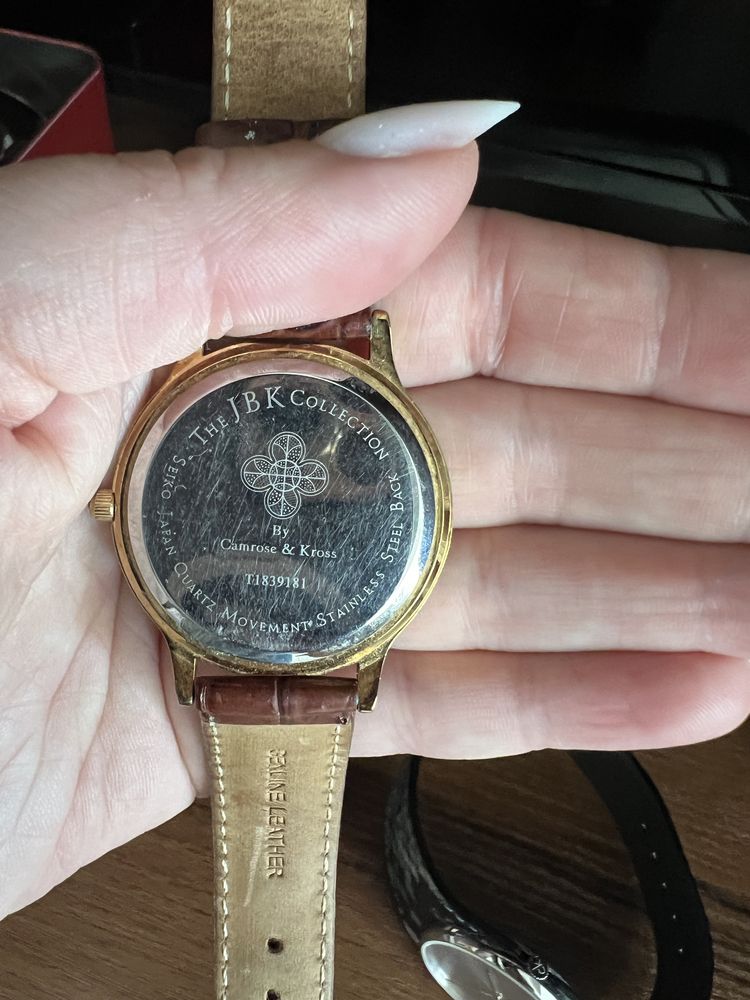 THE JBK COLLECTION
By
Camrose & Kross
T1839181
SEIKO JAPAN QUARTZ MOVEMENT STAINLESS STEEL BACK
GENUINE LEATHER